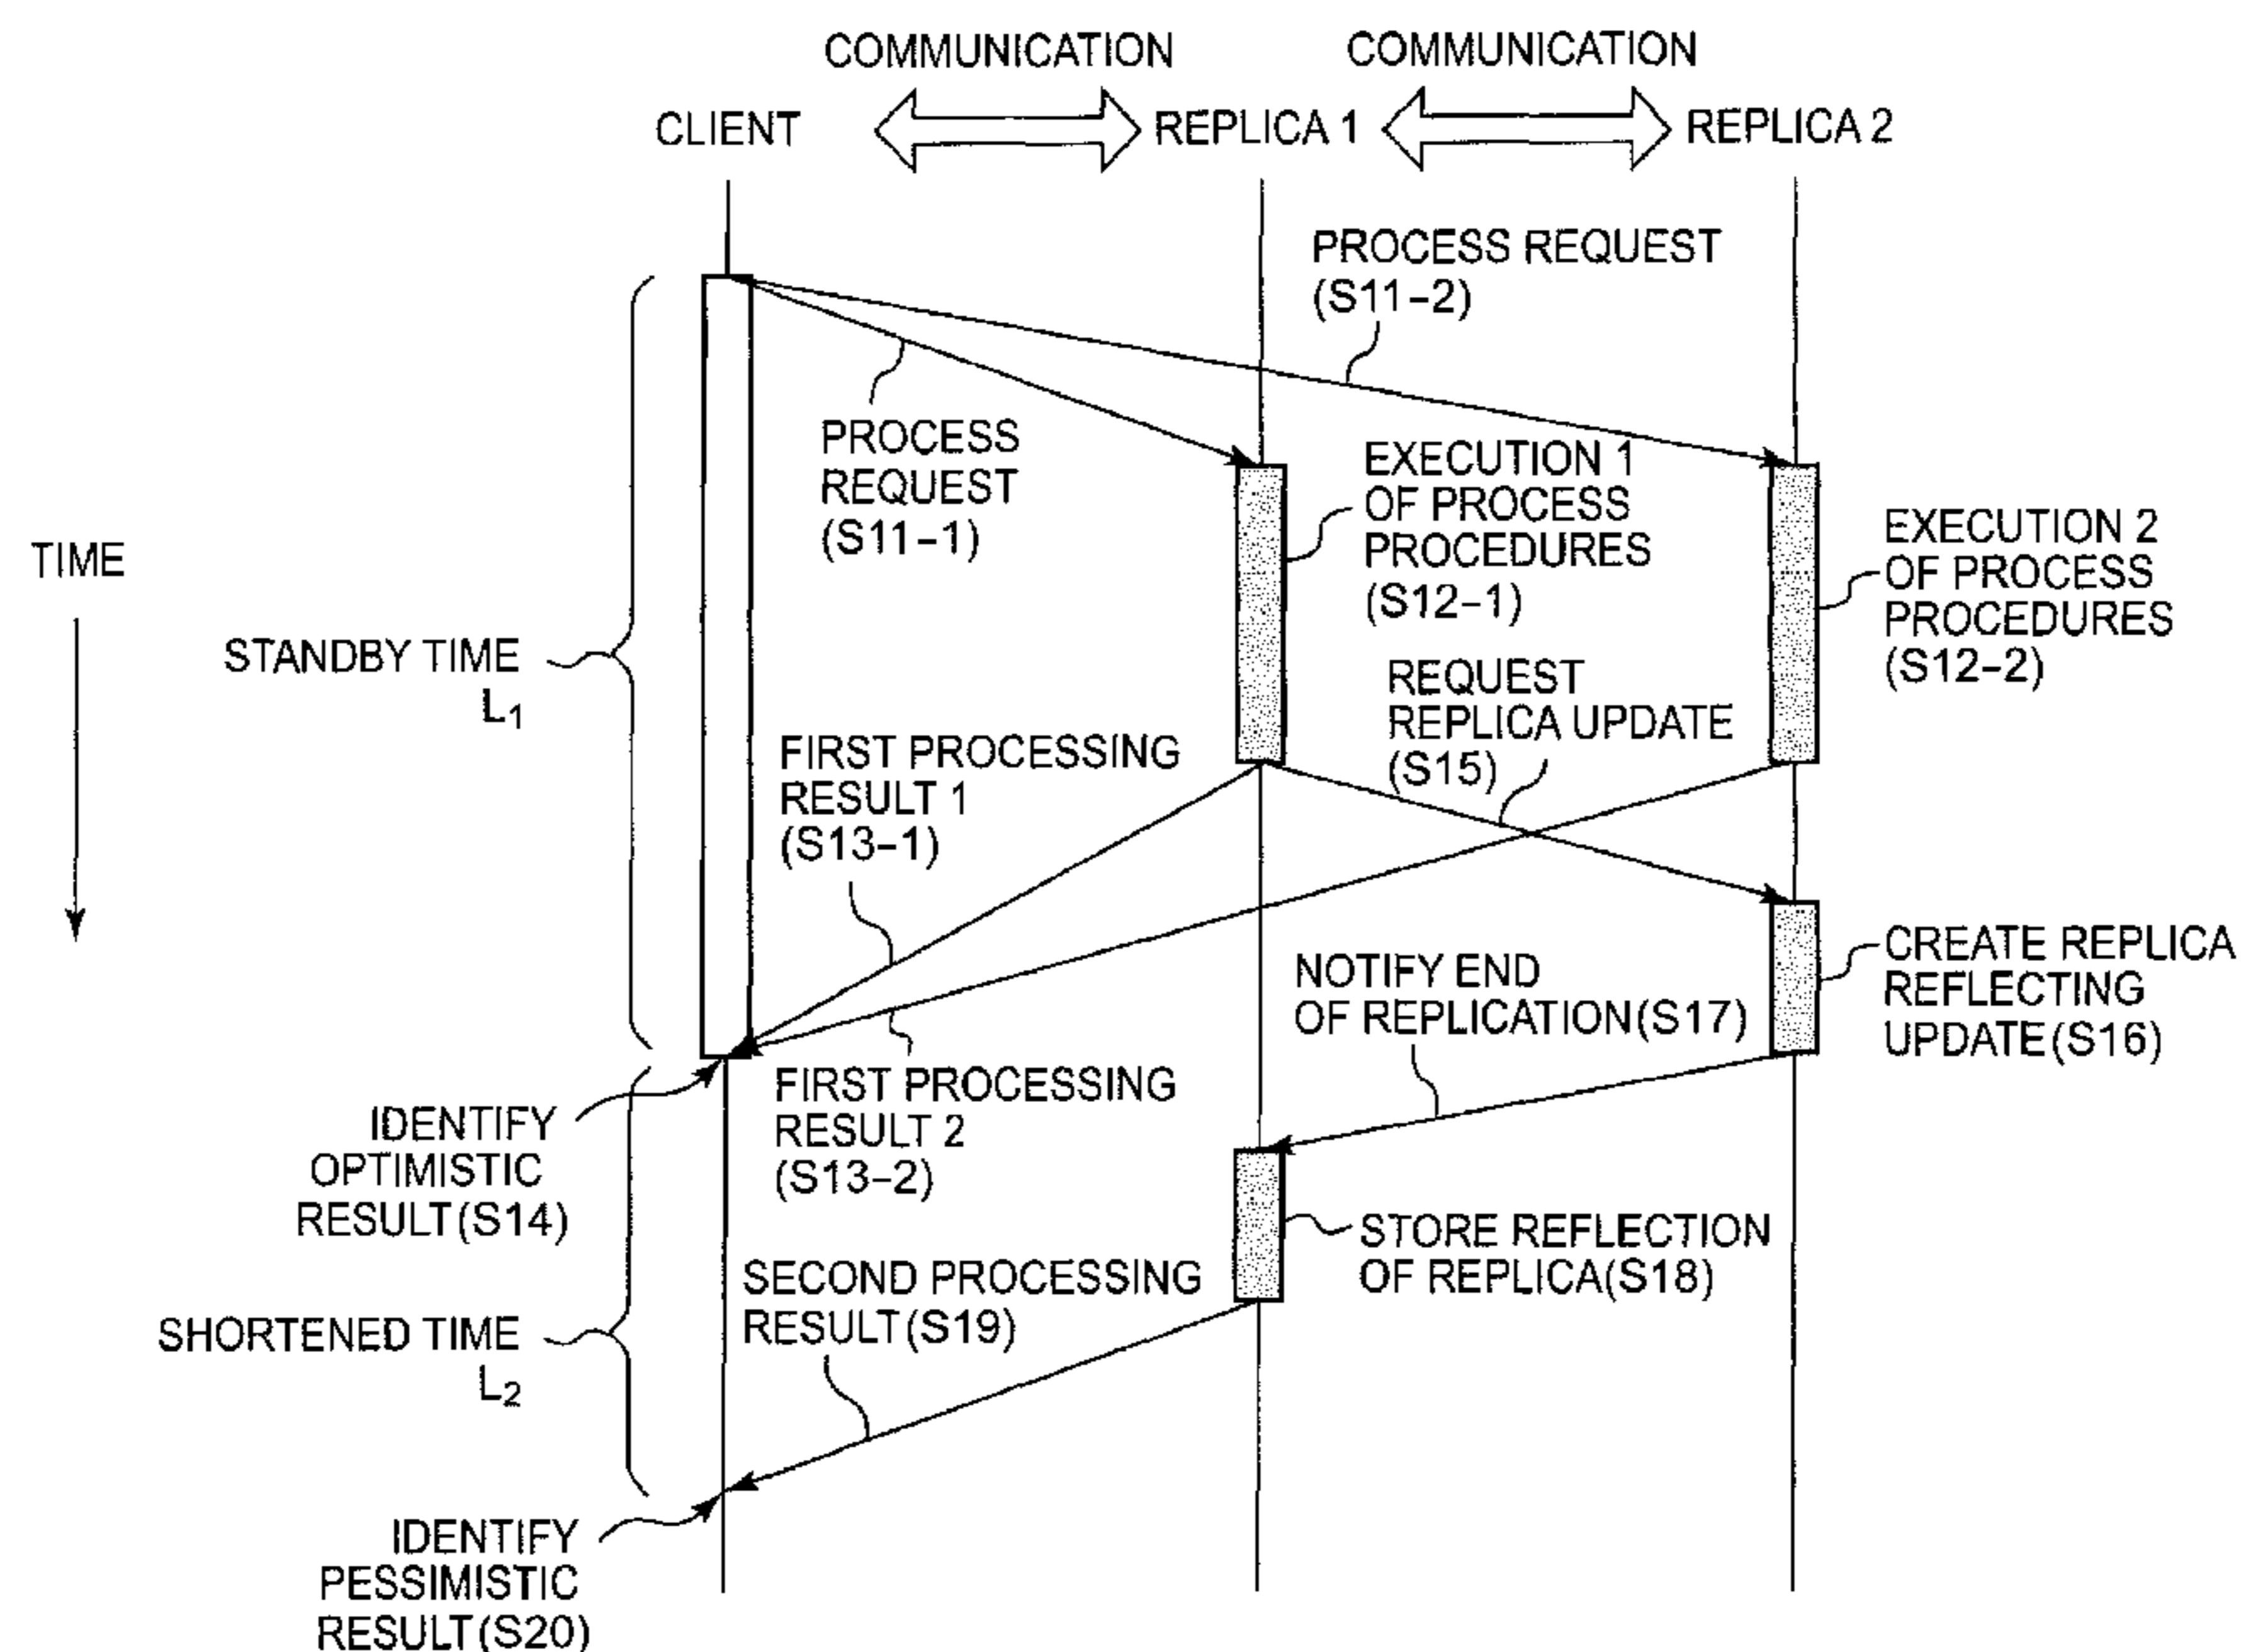 COMMUNICATION
COMMUNICATION
CLIENT
REPLICA 1
REPLICA 2
PROCESS REQUEST
(S11-2)
PROCESS
REQUEST
(S11-1)
EXECUTION 1
OF PROCESS
PROCEDURES
(S12-1)
EXECUTION 2
OF PROCESS
PROCEDURES
(S12-2)
TIME
STANDBY TIME
L1
REQUEST
REPLICA UPDATE
(S15)
FIRST PROCESSING
RESULT 1
(S13-1)
CREATE REPLICA
REFLECTING
UPDATE(S16)
NOTIFY END
OF REPLICATION(S17)
FIRST PROCESSING
RESULT 2
(S13-2)
IDENTIFY
OPTIMISTIC
RESULT(S14)
STORE REFLECTION
OF REPLICA(S18)
SECOND PROCESSING
RESULT(S19)
SHORTENED TIME
L2
IDENTIFY
PESSIMISTIC
RESULT(S20)